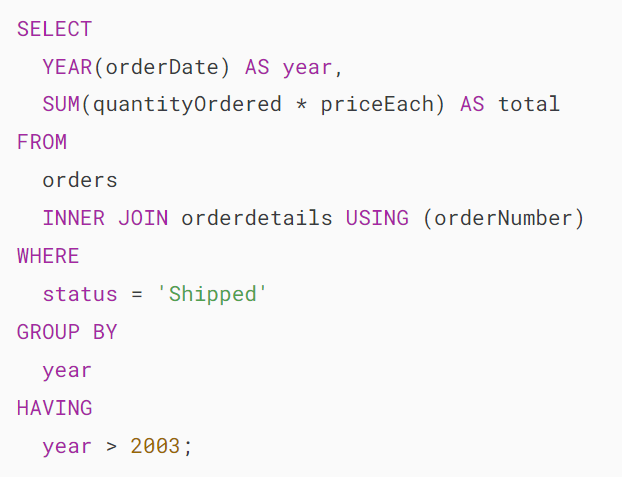 SELECT
YEAR(orderDate) AS year,
SUM(quantityOrdered * priceEach) AS total
FROM
orders
INNER JOIN orderdetails USING (orderNumber)
WHERE
status = 'Shipped'
GROUP BY
year
HAVING
year > 2003;